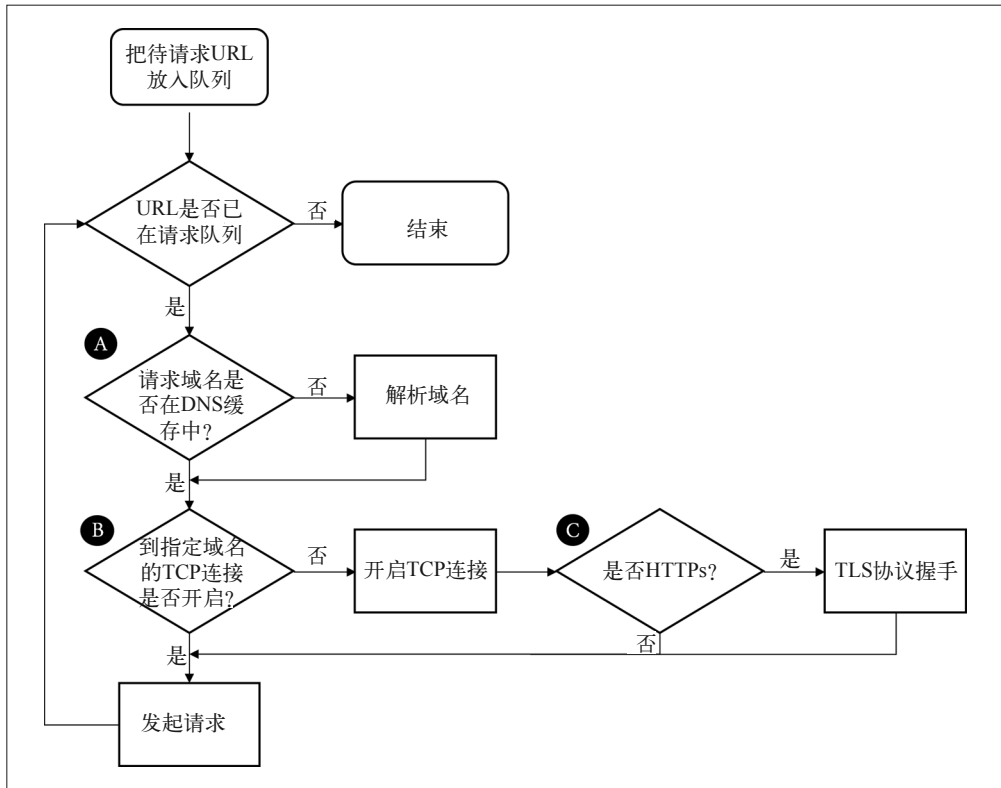 把待请求URL
放入队列
URL是否已
在请求队列
否
结束
是
A
请求域名是
否在DNS缓
存中?
否
解析域名
是
B
到指定域名
的TCP连接
是否开启?
否
开启TCP连接
C
是否HTTPs?
是
TLS协议握手
否
是
发起请求